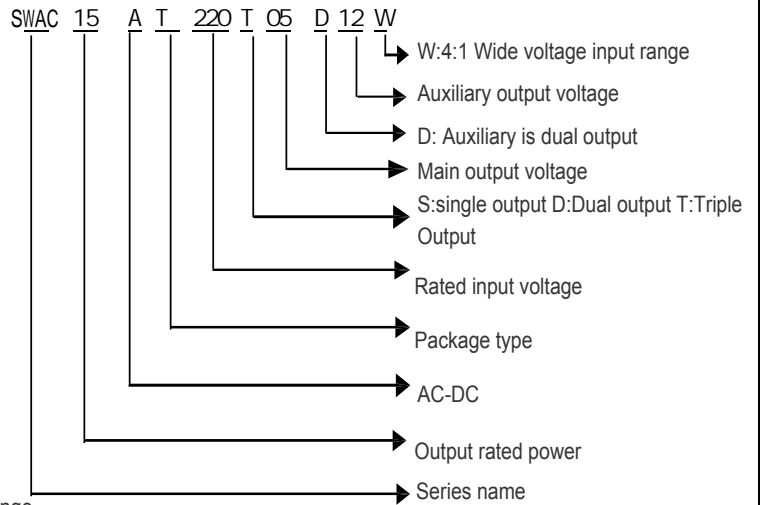 SWAC 15 A T 220 T 05 D 12 W
W:4:1 Wide voltage input range
Auxiliary output voltage
D: Auxiliary is dual output
Main output voltage
S:single output D:Dual output T:Triple
Output
Rated input voltage
Package type
AC-DC
Output rated power
Series name